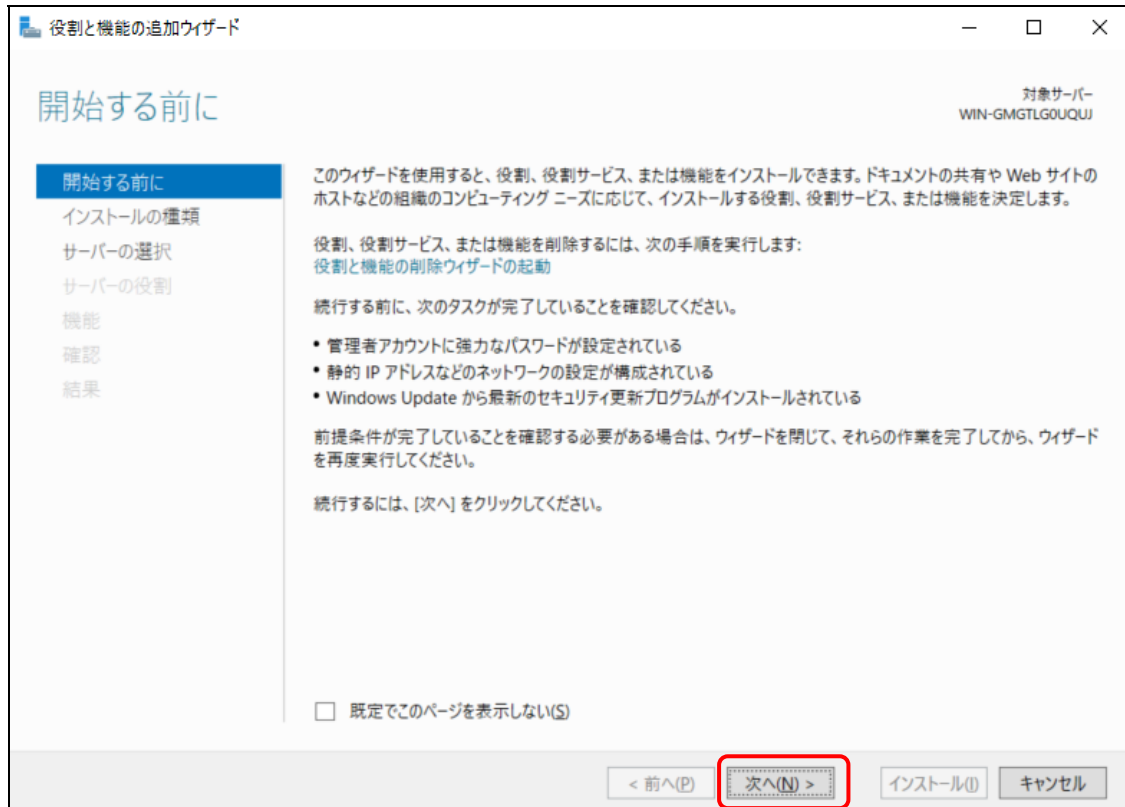 役割と機能の追加ウィザード
開始する前に
対象サーバー
WIN-GMGTLG0UQUJ
開始する前に
インストールの種類
サーバーの選択
サーバーの役割
機能
確認
結果
このウィザードを使用すると、役割、役割サービス、または機能をインストールできます。ドキュメントの共有や Web サイトの
ホストなどの組織のコンピューティング ニーズに応じて、インストールする役割、役割サービス、または機能を決定します。
役割、役割サービス、または機能を削除するには、次の手順を実行します:
役割と機能の削除ウィザードの起動
続行する前に、次のタスクが完了していることを確認してください。
• 管理者アカウントに強力なパスワードが設定されている
• 静的 IP アドレスなどのネットワークの設定が構成されている
• Windows Update から最新のセキュリティ更新プログラムがインストールされている
前提条件が完了していることを確認する必要がある場合は、ウィザードを閉じて、それらの作業を完了してから、ウィザード
を再度実行してください。
続行するには、[次へ] をクリックしてください。
既定でこのページを表示しない(S)
< 前へ(P) 次へ(N) > インストール(I) キャンセル